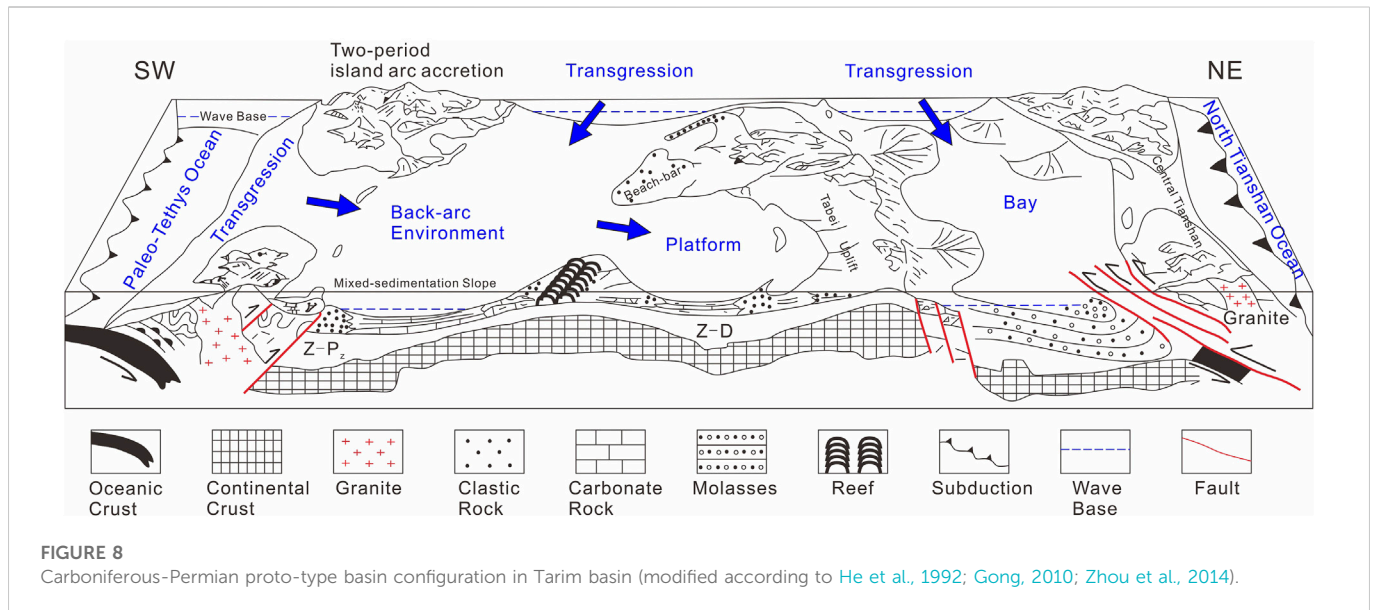 SW
Two-period
island arc accretion
Transgression
Transgression
NE
Wave Base
Paleo-Tethys Ocean
Transgression
Back-arc
Environment
Beach-bar
Platform
Tabei Uplift
Bay
Central Tianshan
North Tianshan Ocean
Mixed-sedimentation Slope
Granite
Z-Pz
Z-D
Oceanic
Crust
Continental
Crust
Granite
Clastic
Rock
Carbonate
Rock
Molasses
Reef
Subduction
Wave
Base
Fault
FIGURE 8
Carboniferous-Permian proto-type basin configuration in Tarim basin (modified according to He et al., 1992; Gong, 2010; Zhou et al., 2014).